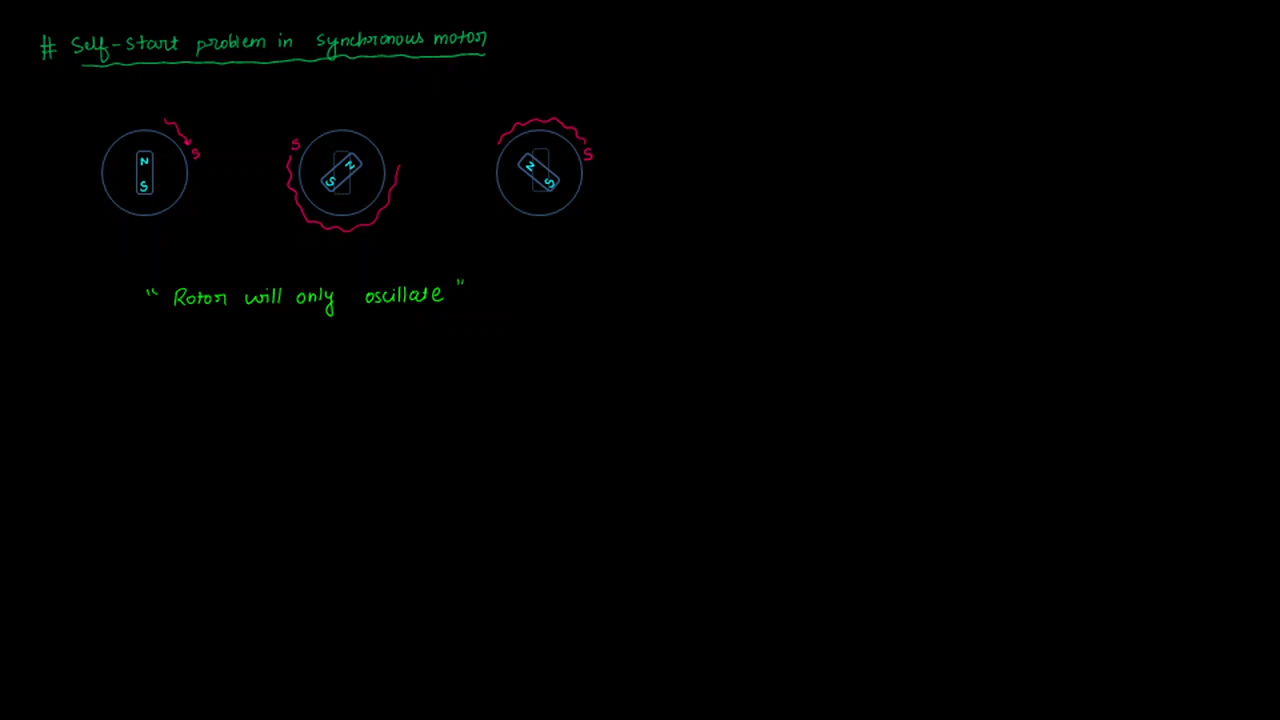 # Self-start problem in synchronous motor
N
S
S
S
N
S
S
N
S
" Rotor will only oscillate "